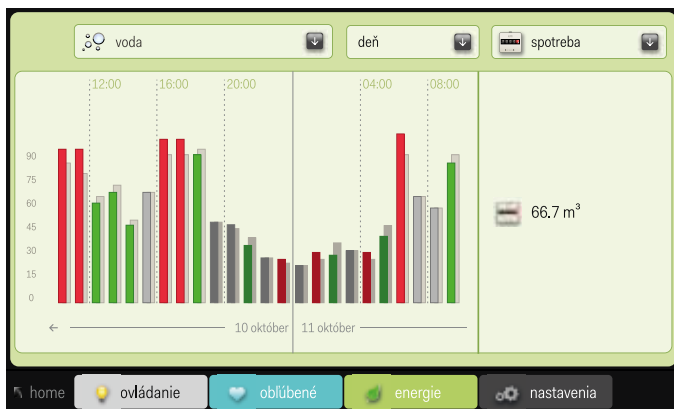 voda
deň
spotreba
12:00 16:00 20:00 04:00 08:00
90
75
60
45
30
15
0
66.7 m³
← 10 október 11 október
home
ovládanie
obľúbené
energie
nastavenia